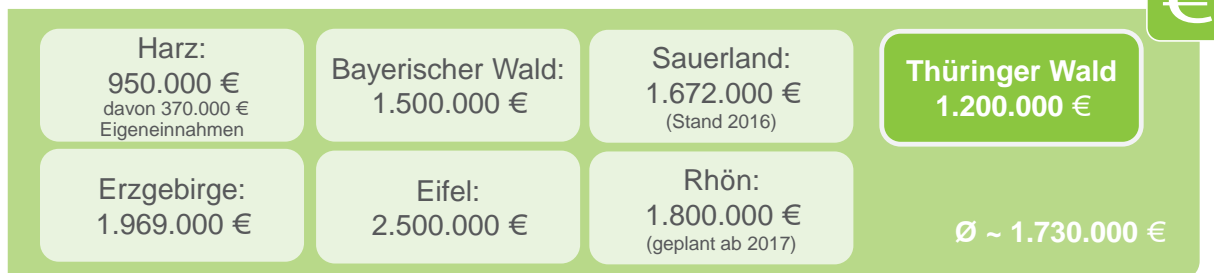 €
Harz:
950.000 €
davon 370.000 €
Eigeneinnahmen
Bayerischer Wald:
1.500.000 €
Sauerland:
1.672.000 €
(Stand 2016)
Thüringer Wald
1.200.000 €
Erzgebirge:
1.969.000 €
Eifel:
2.500.000 €
Rhön:
1.800.000 €
(geplant ab 2017)
Ø ~ 1.730.000 €